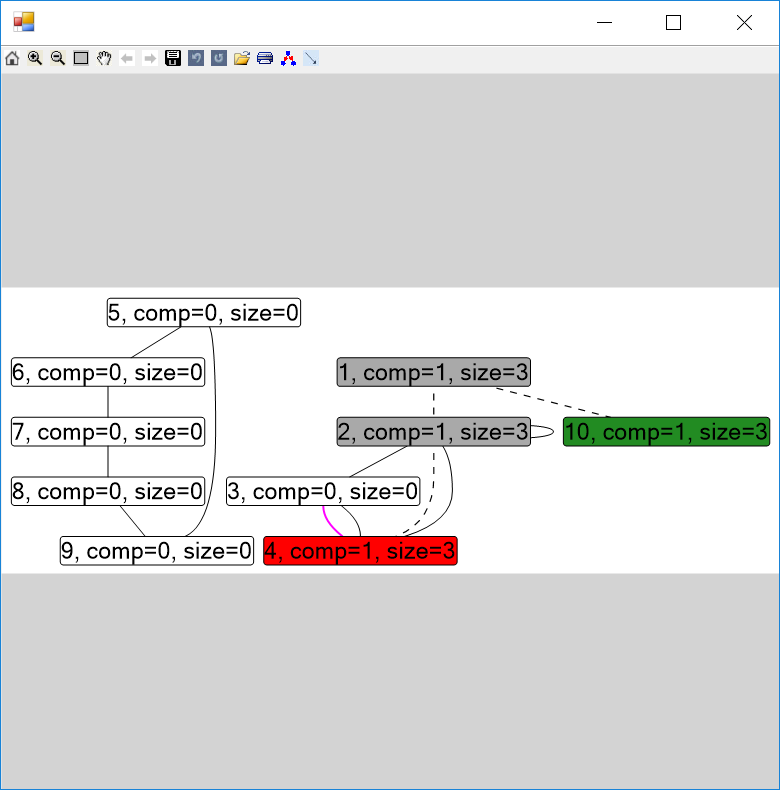 5, comp=0, size=0
6, comp=0, size=0
1, comp=1, size=3
7, comp=0, size=0
2, comp=1, size=3
10, comp=1, size=3
8, comp=0, size=0
3, comp=0, size=0
9, comp=0, size=0
4, comp=1, size=3